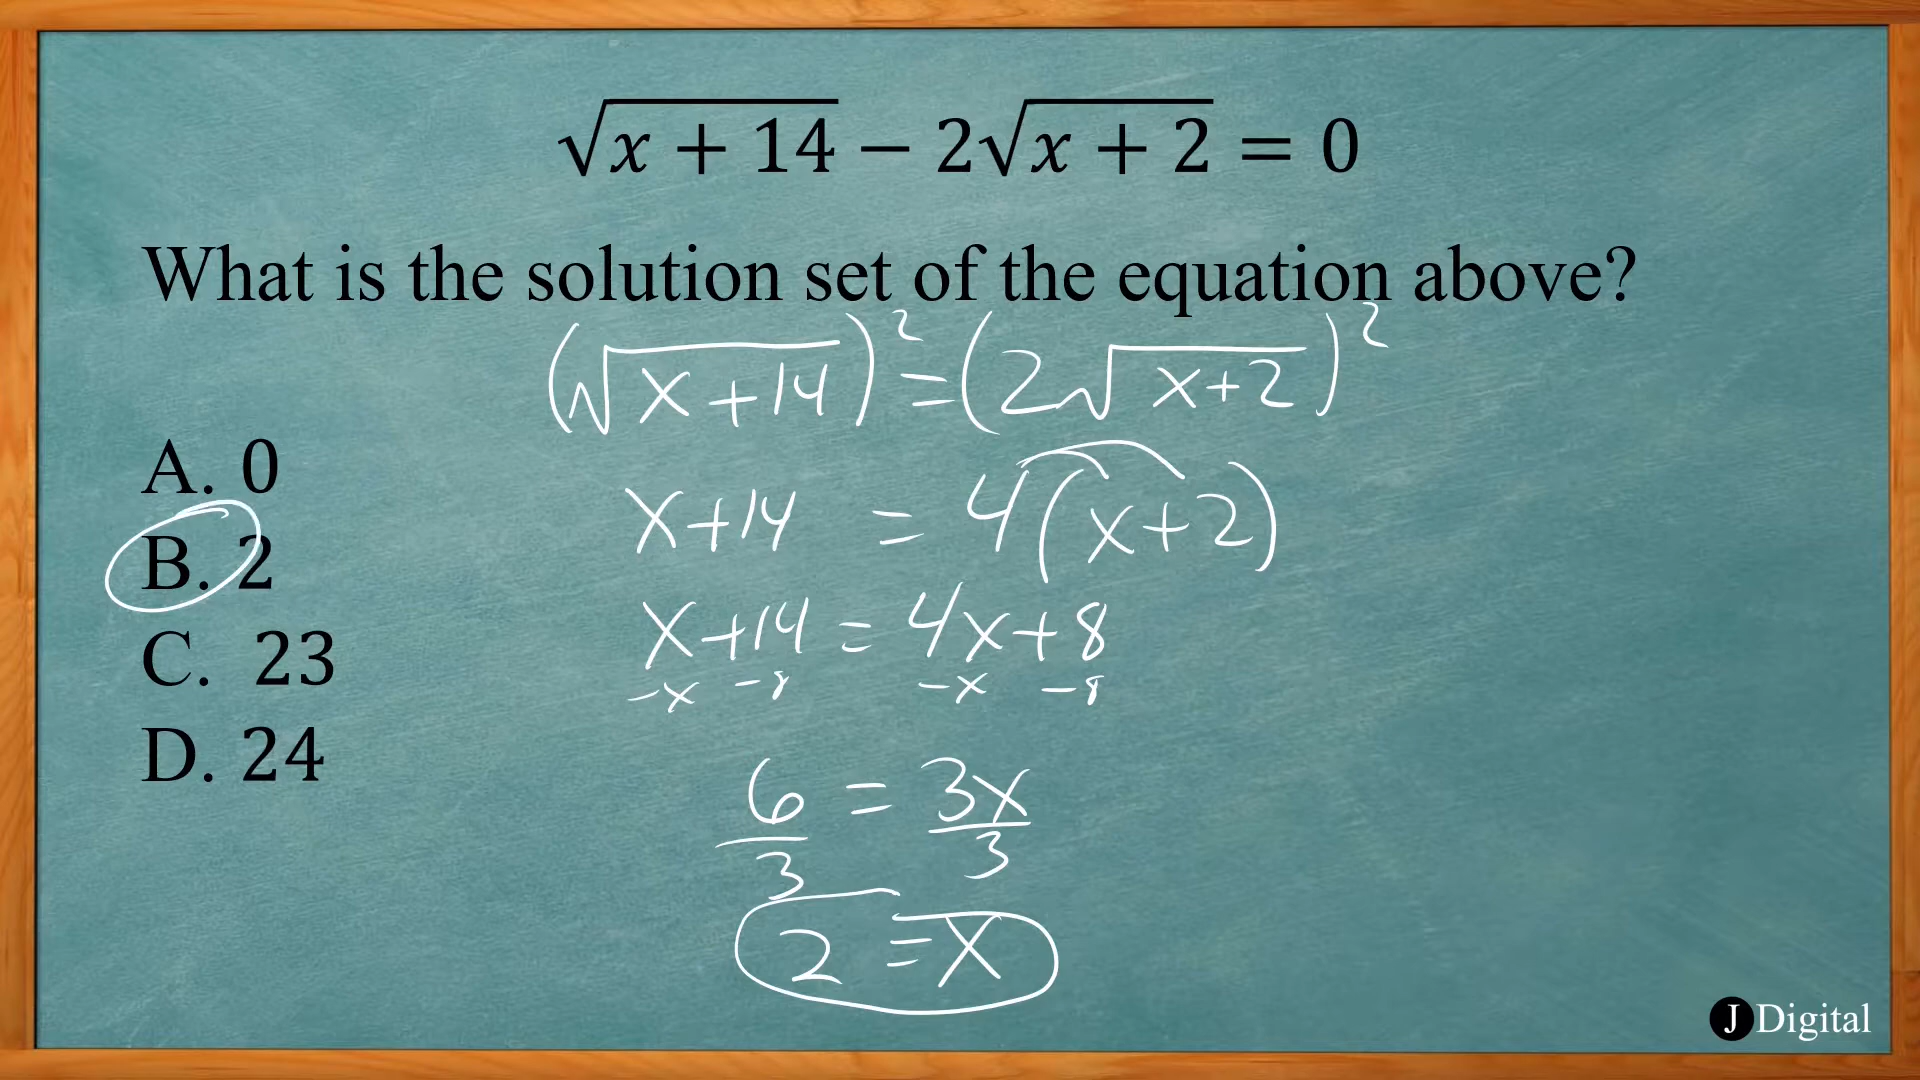 √x + 14 − 2√x + 2 = 0
What is the solution set of the equation above?
(√x+14)² = (2√x+2)²
A. 0
x+14 = 4(x+2)
B. 2
x+14 = 4x+8
C. 23
-x -8 -x -8
D. 24
6 = 3x
3 3
2 = x
J Digital